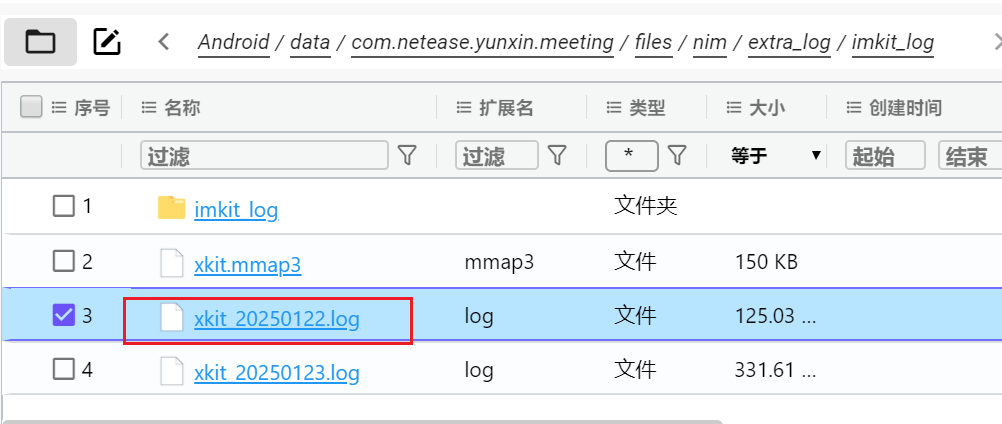 Android / data / com.netease.yunxin.meeting / files / nim / extra_log / imkit_log
序号 名称 扩展名 类型 大小 创建时间
过滤 过滤 * 等于 起始 结束
1 imkit_log 文件夹
2 xkit.mmap3 mmap3 文件 150 KB
3 xkit_20250122.log log 文件 125.03 ...
4 xkit_20250123.log log 文件 331.61 ...